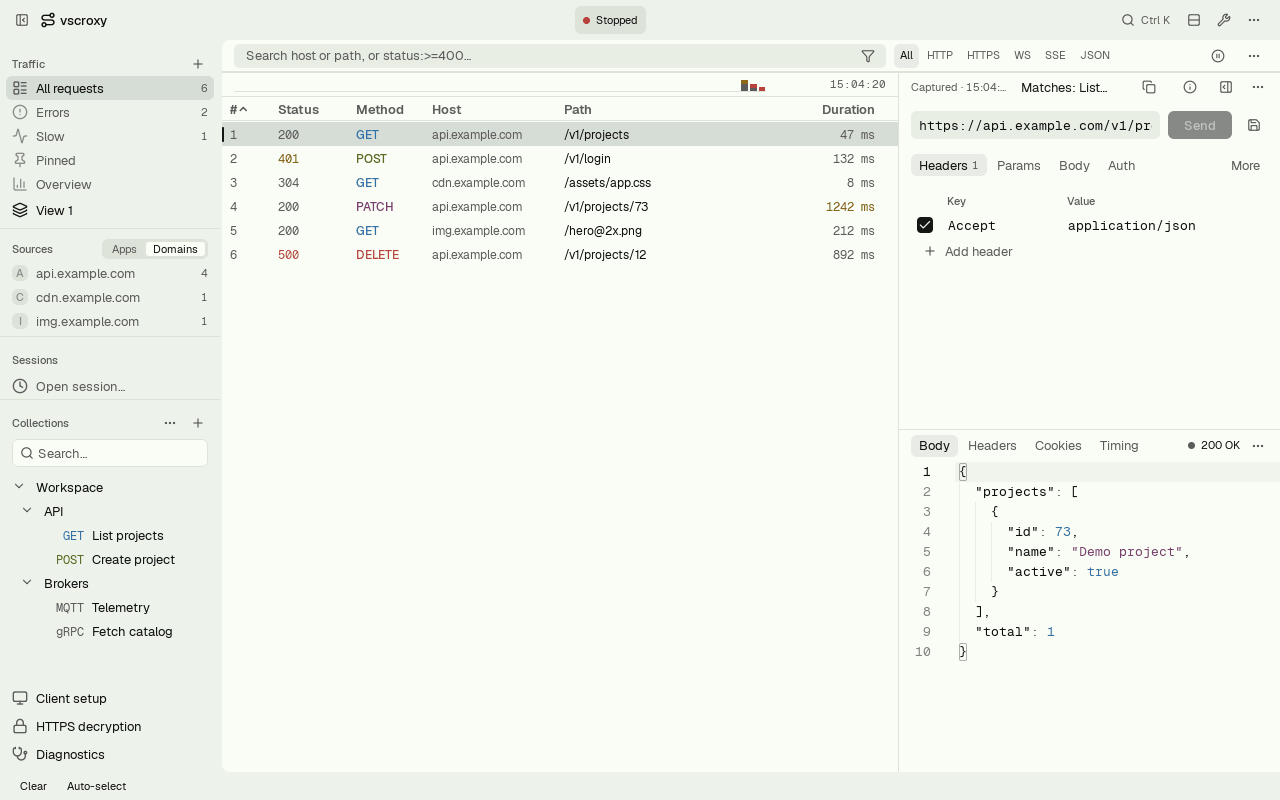 vscroxy
Stopped
Ctrl K
Traffic
All requests 6
Errors 2
Slow 1
Pinned
Overview
View 1
Sources Apps Domains
A api.example.com 4
C cdn.example.com 1
I img.example.com 1
Sessions
Open session...
Collections
Search...
Workspace
API
GET List projects
POST Create project
Brokers
MQTT Telemetry
gRPC Fetch catalog
Client setup
HTTPS decryption
Diagnostics
Clear Auto-select
Search host or path, or status:>=400...
All HTTP HTTPS WS SSE JSON
15:04:20
# Status Method Host Path Duration
1 200 GET api.example.com /v1/projects 47 ms
2 401 POST api.example.com /v1/login 132 ms
3 304 GET cdn.example.com /assets/app.css 8 ms
4 200 PATCH api.example.com /v1/projects/73 1242 ms
5 200 GET img.example.com /hero@2x.png 212 ms
6 500 DELETE api.example.com /v1/projects/12 892 ms
Captured · 15:04:... Matches: List...
https://api.example.com/v1/pr Send
Headers 1 Params Body Auth More
Key Value
Accept application/json
Add header
Body Headers Cookies Timing 200 OK
1 {
2 "projects": [
3 {
4 "id": 73,
5 "name": "Demo project",
6 "active": true
7 }
8 ],
9 "total": 1
10 }